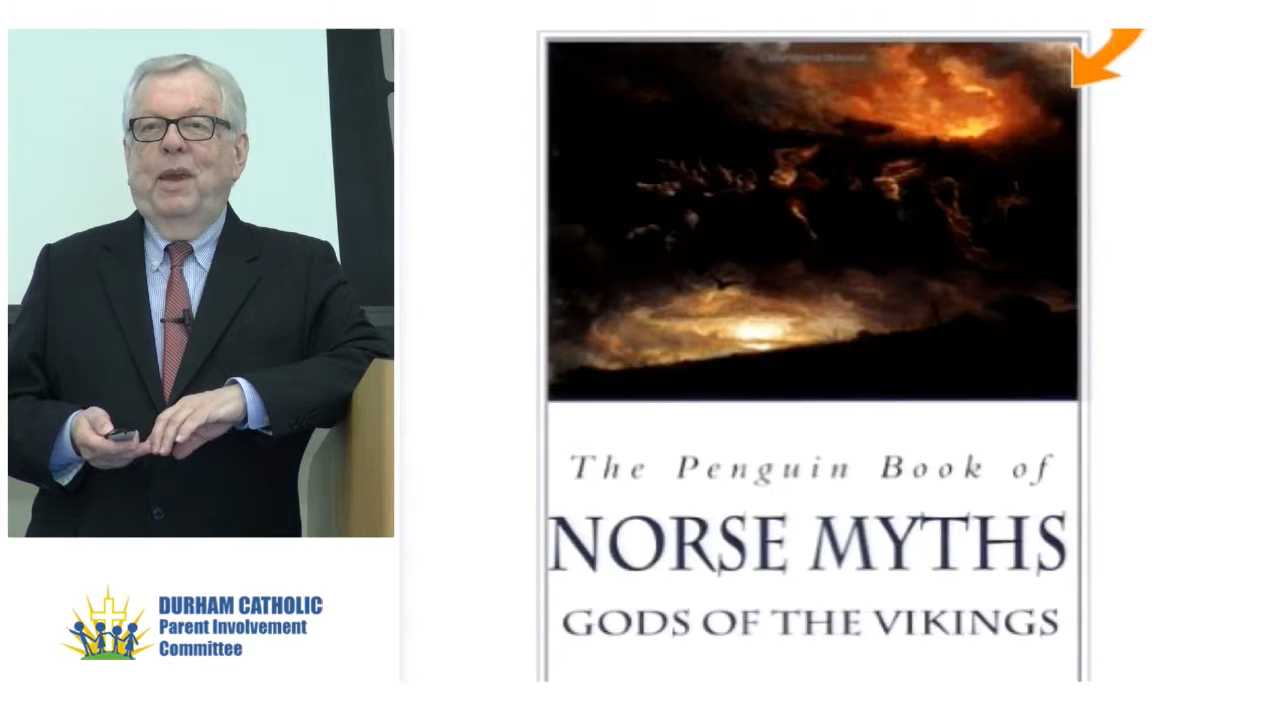 DURHAM CATHOLIC
Parent Involvement
Committee
The Penguin Book of
NORSE MYTHS
GODS OF THE VIKINGS